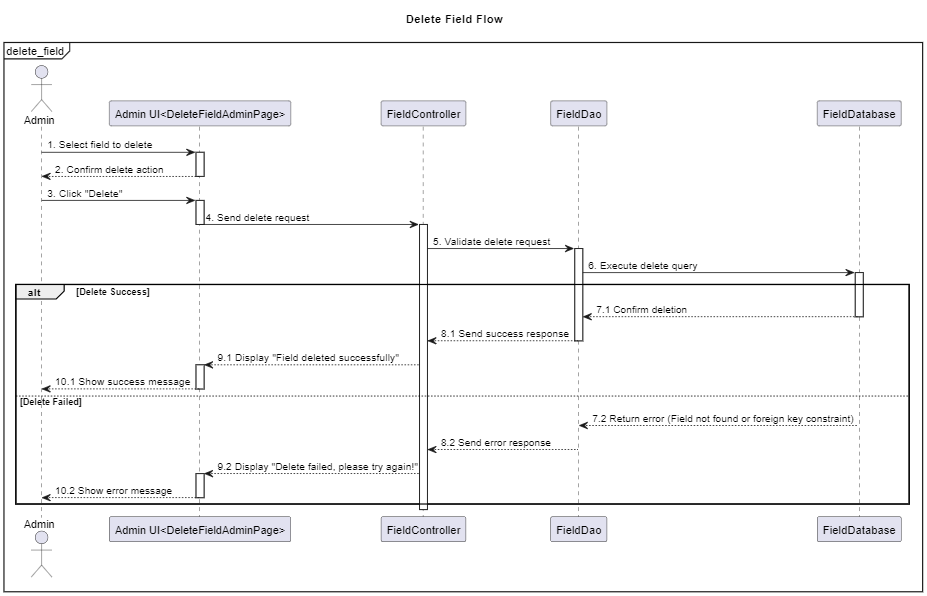 Delete Field Flow
delete_field
Admin
Admin UI<DeleteFieldAdminPage>
FieldController
FieldDao
FieldDatabase
1. Select field to delete
2. Confirm delete action
3. Click "Delete"
4. Send delete request
5. Validate delete request
6. Execute delete query
alt
[Delete Success]
7.1 Confirm deletion
8.1 Send success response
9.1 Display "Field deleted successfully"
10.1 Show success message
[Delete Failed]
7.2 Return error (Field not found or foreign key constraint)
8.2 Send error response
9.2 Display "Delete failed, please try again!"
10.2 Show error message
Admin
Admin UI<DeleteFieldAdminPage>
FieldController
FieldDao
FieldDatabase